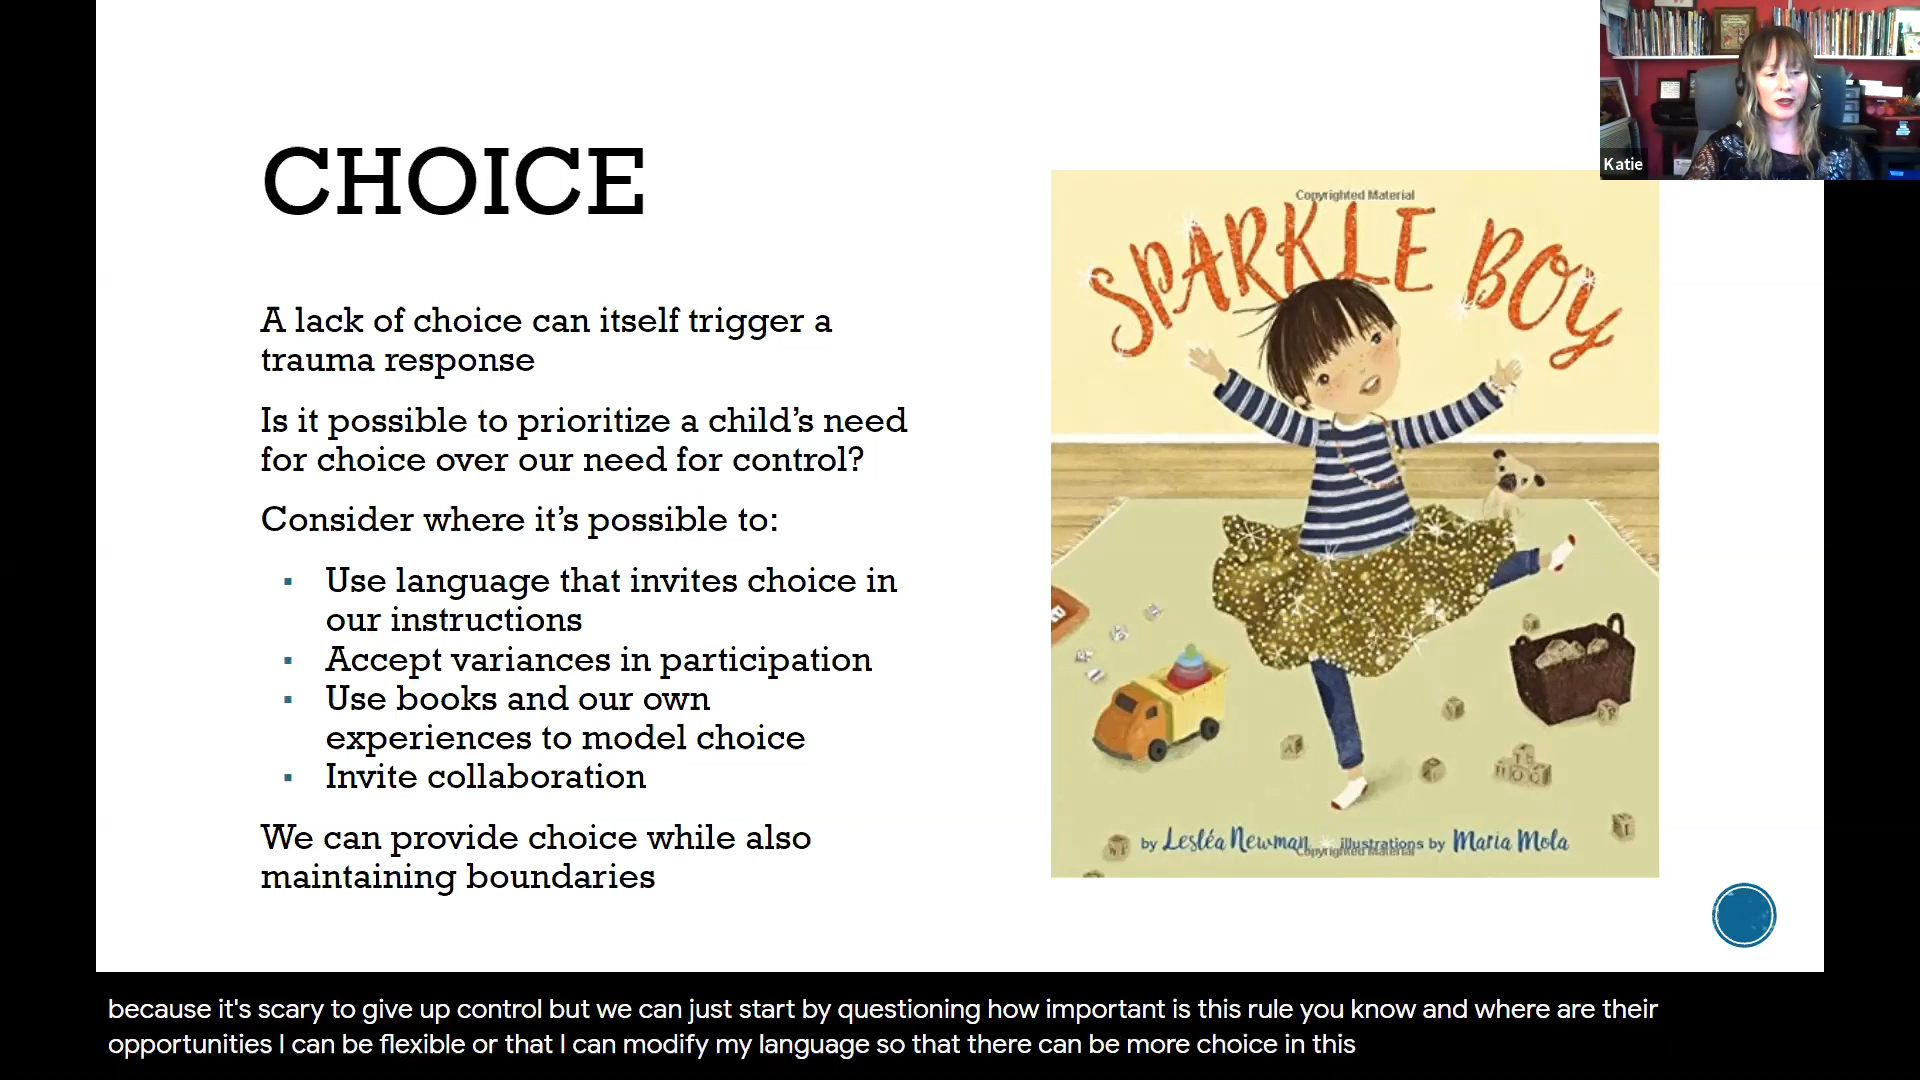 Katie
CHOICE
A lack of choice can itself trigger a
trauma response
Is it possible to prioritize a child's need
for choice over our need for control?
Consider where it's possible to:
▪ Use language that invites choice in
our instructions
▪ Accept variances in participation
▪ Use books and our own
experiences to model choice
▪ Invite collaboration
We can provide choice while also
maintaining boundaries
Copyrighted Material
SPARKLE BOY
by Lesléa Newman illustrations by Maria Mola
Copyrighted Material
because it's scary to give up control but we can just start by questioning how important is this rule you know and where are their
opportunities I can be flexible or that I can modify my language so that there can be more choice in this